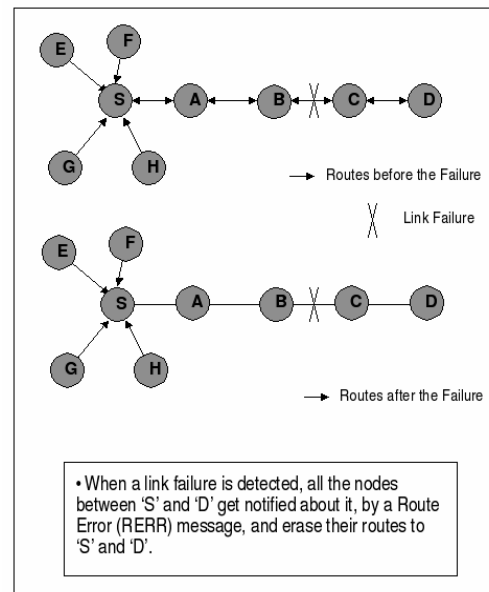 E F
S A B C D
G H
Routes before the Failure
Link Failure
E F
S A B C D
G H
Routes after the Failure
• When a link failure is detected, all the nodes
between ‘S’ and ‘D’ get notified about it, by a Route
Error (RERR) message, and erase their routes to
‘S’ and ‘D’.